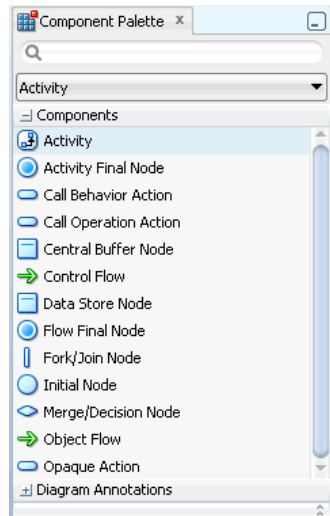 Component Palette
Activity
Components
Activity
Activity Final Node
Call Behavior Action
Call Operation Action
Central Buffer Node
Control Flow
Data Store Node
Flow Final Node
Fork/Join Node
Initial Node
Merge/Decision Node
Object Flow
Opaque Action
Diagram Annotations